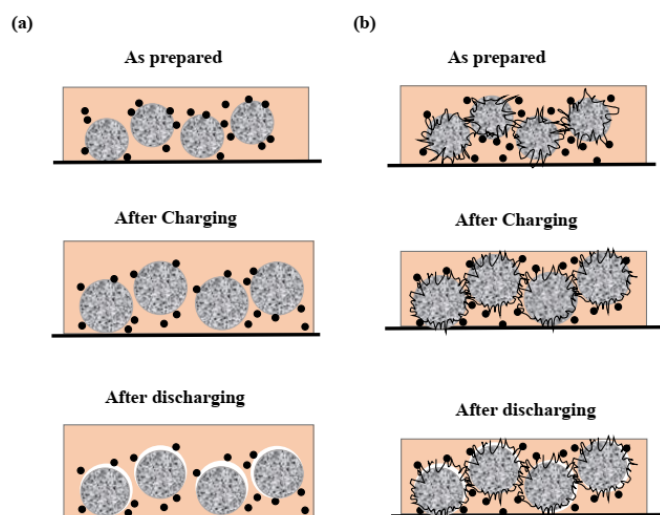 (a)
As prepared
After Charging
After discharging
(b)
As prepared
After Charging
After discharging